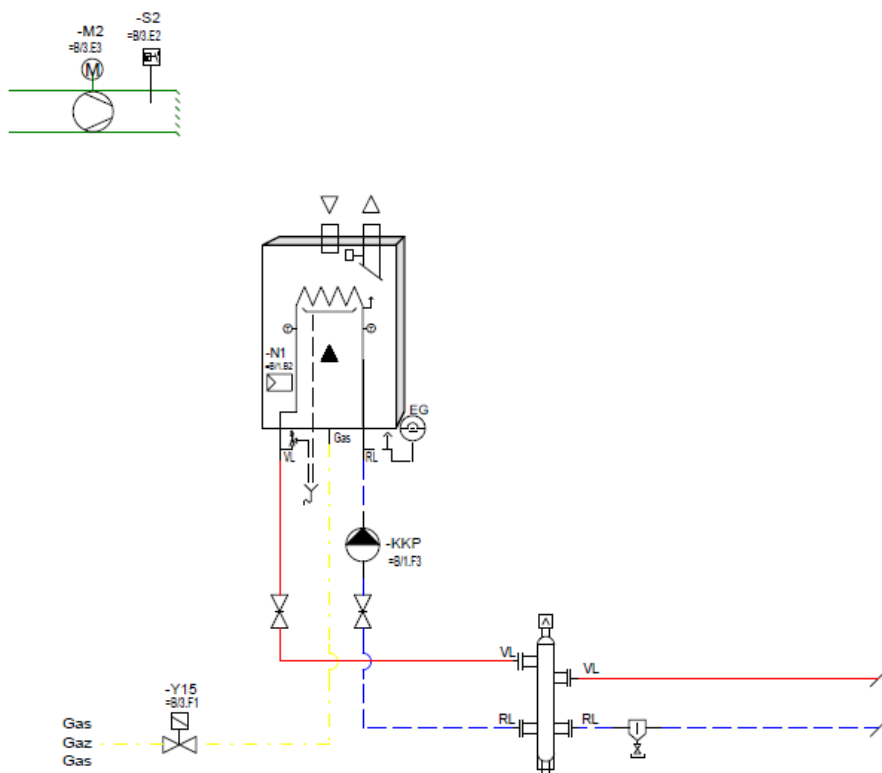 -S2
=B/3.E2
-M2
=B/3.E3
M
-N1
=B/1.B2
T
T
EG
Gas
VL
RL
-KKP
=B/1.F3
A
VL
VL
-Y15
=B/3.F1
RL
RL
Gas
Gaz
Gas